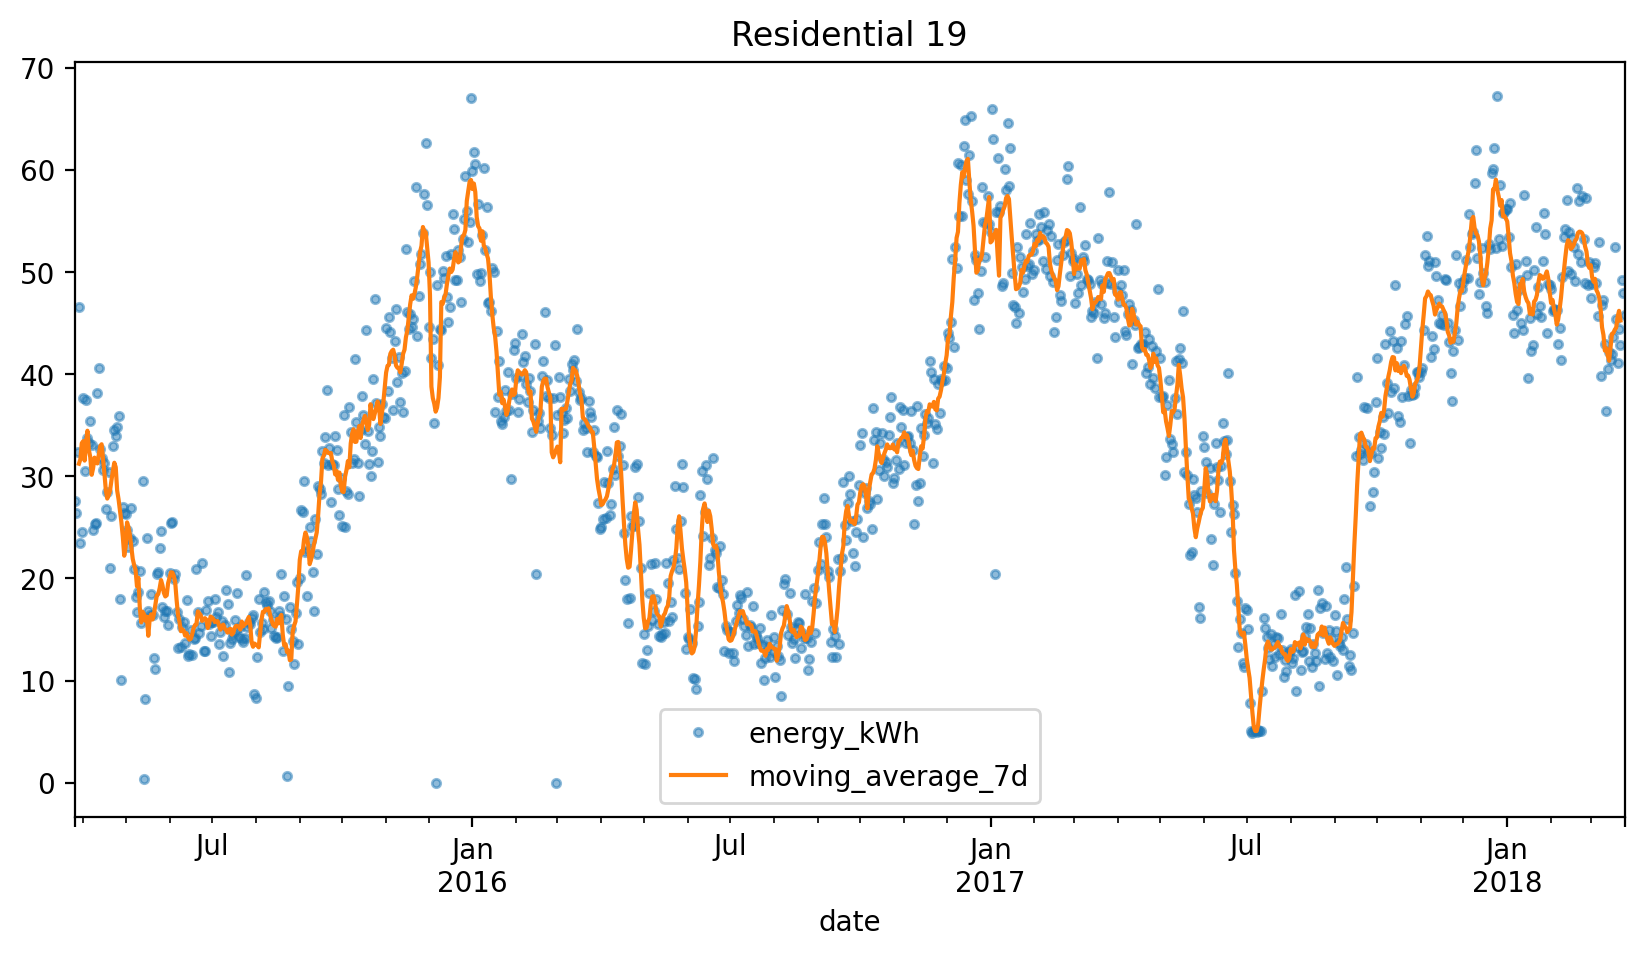 Residential 19
70
60
50
40
30
20
10
0
energy_kWh
moving_average_7d
Jul
Jan
2016
Jul
Jan
2017
Jul
Jan
2018
date